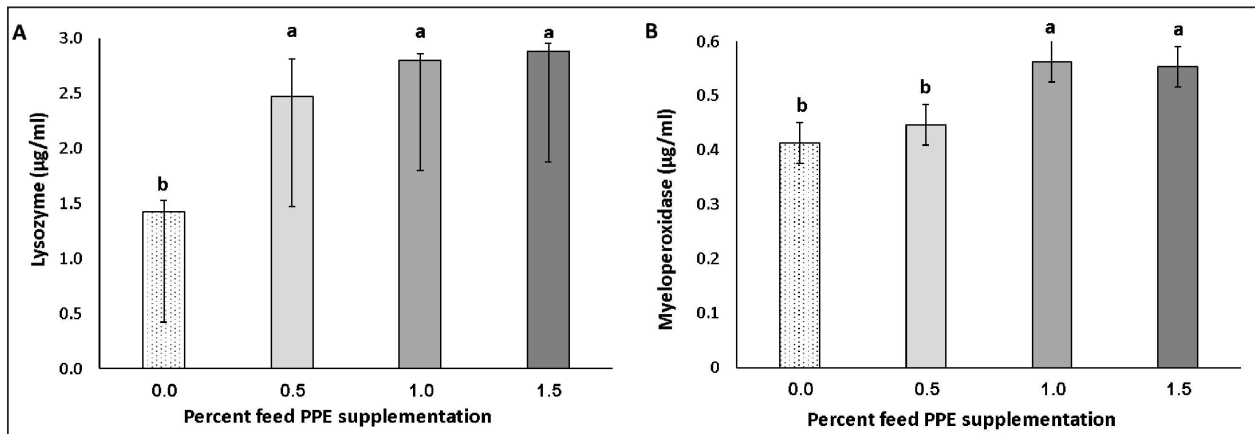 A
Lysozyme (µg/ml)
3.0
2.5
2.0
1.5
1.0
0.5
0.0
b
a
a
a
0.0 0.5 1.0 1.5
Percent feed PPE supplementation
B
Myeloperoxidase (µg/ml)
0.6
0.5
0.4
0.3
0.2
0.1
0
b
b
a
a
0.0 0.5 1.0 1.5
Percent feed PPE supplementation